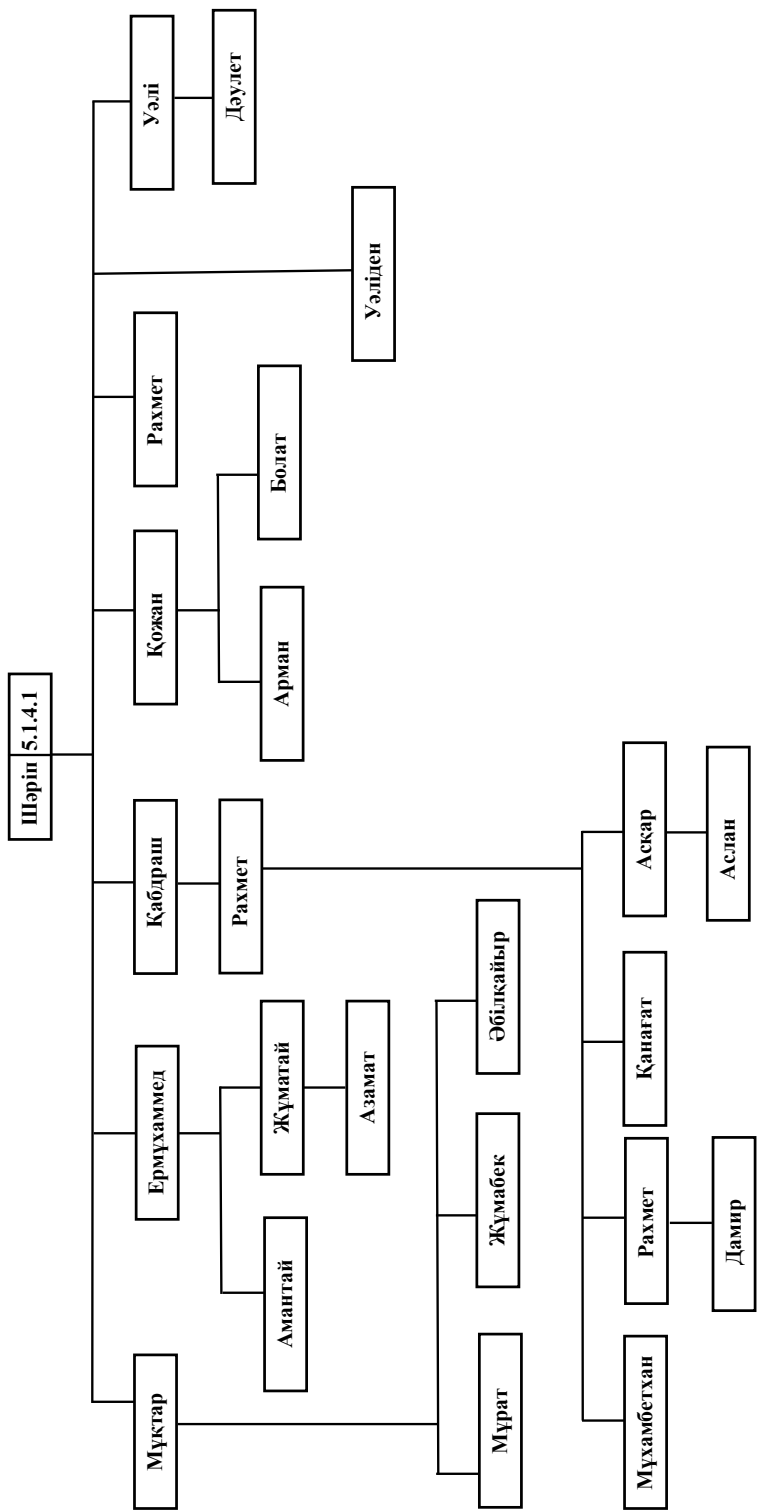 Шәріп 5.1.4.1
Мұқтар
Ермұхаммед
Қабдраш
Қожан
Рахмет
Уәлі
Рахмет
Дәулет
Амантай
Жұматай
Арман
Болат
Азамат
Уәліден
Мұрат
Жұмабек
Әбілқайыр
Мұхамбетхан
Рахмет
Қанағат
Асқар
Дамир
Аслан